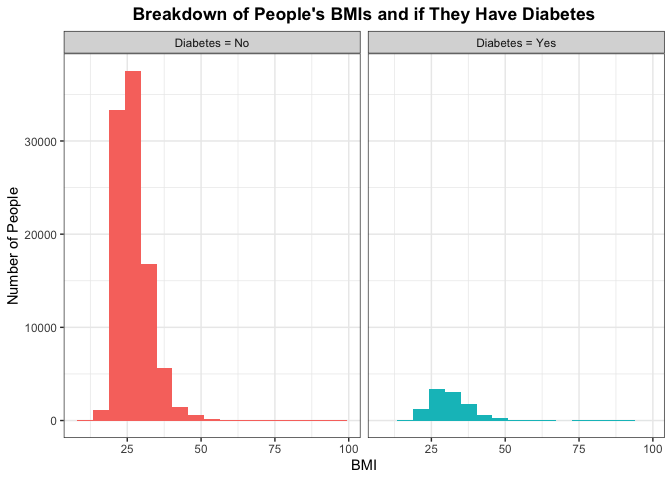 Breakdown of People's BMIs and if They Have Diabetes
Diabetes = No
Diabetes = Yes
Number of People
30000
20000
10000
0
25
50
75
100
25
50
75
100
BMI